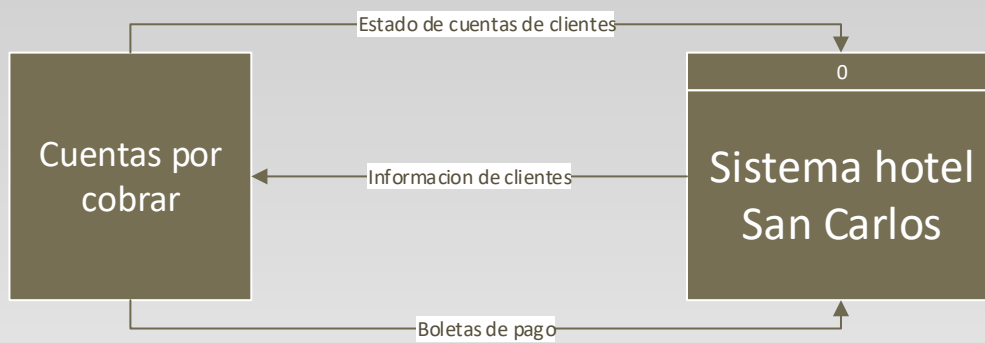 Estado de cuentas de clientes
0
Cuentas por
cobrar
Informacion de clientes
Sistema hotel
San Carlos
Boletas de pago